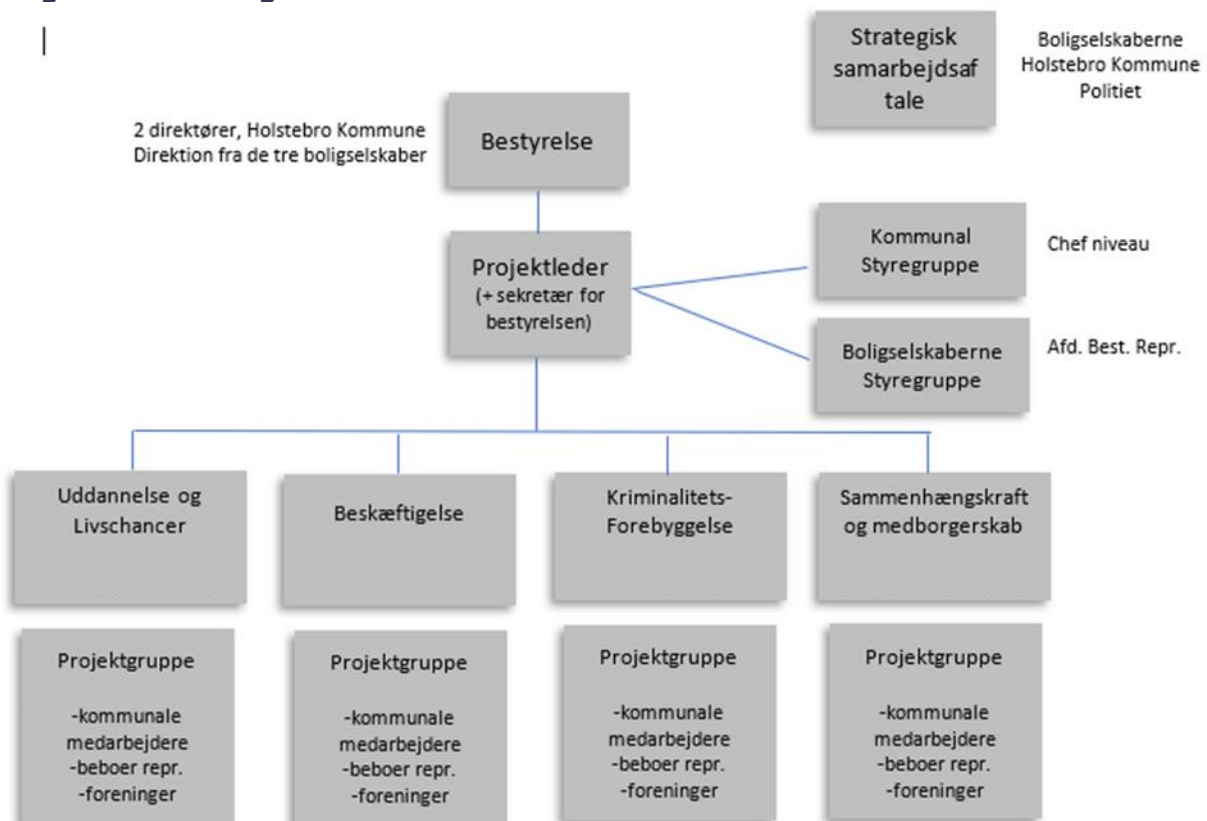 Strategisk
samarbejdsaf
tale
Boligselskaberne
Holstebro Kommune
Politiet
2 direktører, Holstebro Kommune
Direktion fra de tre boligselskaber
Bestyrelse
Projektleder
(+ sekretær for
bestyrelsen)
Kommunal
Styregruppe
Chef niveau
Boligselskaberne
Styregruppe
Afd. Best. Repr.
Uddannelse og
Livschancer
Beskæftigelse
Kriminalitets-
Forebyggelse
Sammenhængskraft
og medborgerskab
Projektgruppe
-kommunale
medarbejdere
-beboer repr.
-foreninger
Projektgruppe
-kommunale
medarbejdere
-beboer repr.
-foreninger
Projektgruppe
-kommunale
medarbejdere
-beboer repr.
-foreninger
Projektgruppe
-kommunale
medarbejdere
-beboer repr.
-foreninger